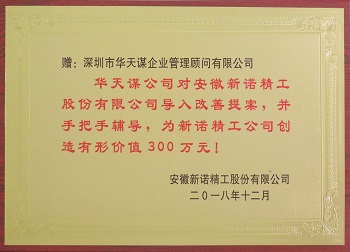 赠：深圳市华天谋企业管理顾问有限公司
华天谋公司对安徽新诺精工
股份有限公司导入改善提案，并
手把手辅导，为新诺精工公司创
造有形价值300万元！
安徽新诺精工股份有限公司
二〇一八年十二月